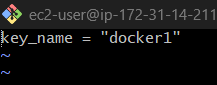 ec2-user@ip-172-31-14-211
key_name = "docker1"
~
~